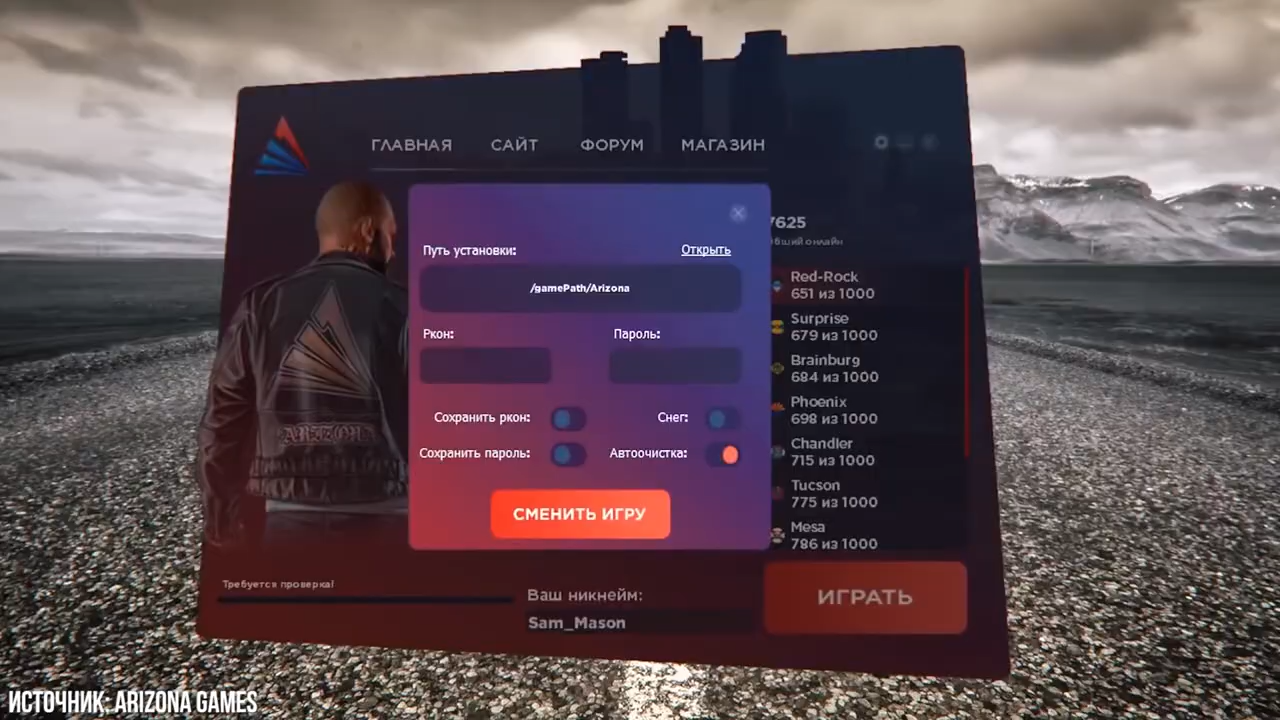 ГЛАВНАЯ САЙТ ФОРУМ МАГАЗИН
7625
бщий онлайн
Путь установки: Открыть
/gamePath/Arizona
Ркон: Пароль:
Сохранить ркон: Снег:
Сохранить пароль: Автоочистка:
СМЕНИТЬ ИГРУ
Red-Rock
651 из 1000
Surprise
679 из 1000
Brainburg
684 из 1000
Phoenix
698 из 1000
Chandler
715 из 1000
Tucson
775 из 1000
Mesa
786 из 1000
ARIZONA
Требуется проверка!
Ваш никнейм:
Sam_Mason
ИГРАТЬ
ИСТОЧНИК: ARIZONA GAMES